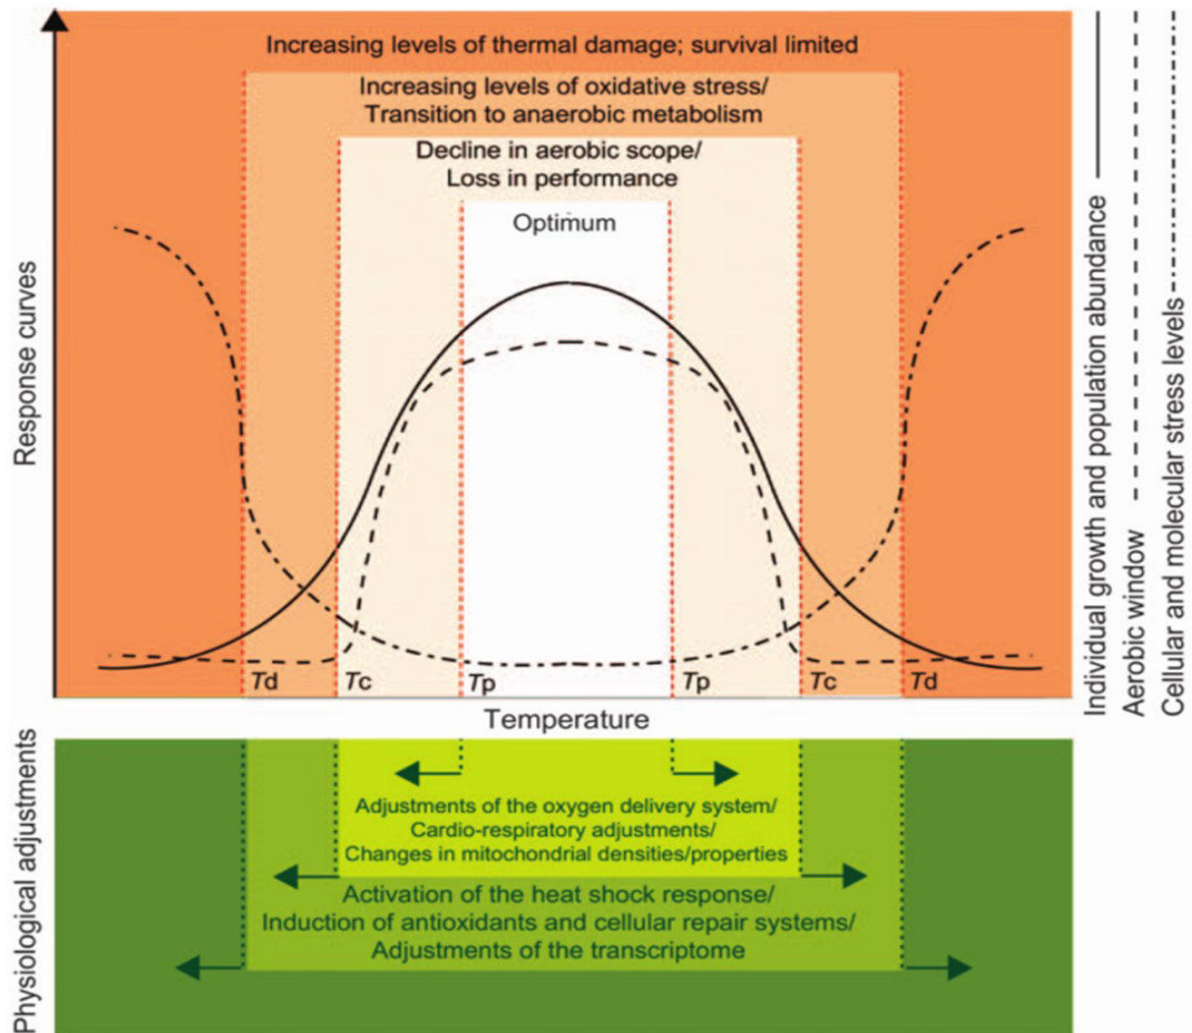 Increasing levels of thermal damage; survival limited
Increasing levels of oxidative stress/
Transition to anaerobic metabolism
Decline in aerobic scope/
Loss in performance
Optimum
Response curves
Td
Tc
Tp
Tp
Tc
Td
Temperature
Individual growth and population abundance
Aerobic window
Cellular and molecular stress levels
Physiological adjustments
Adjustments of the oxygen delivery system/
Cardio-respiratory adjustments/
Changes in mitochondrial densities/properties
Activation of the heat shock response/
Induction of antioxidants and cellular repair systems/
Adjustments of the transcriptome